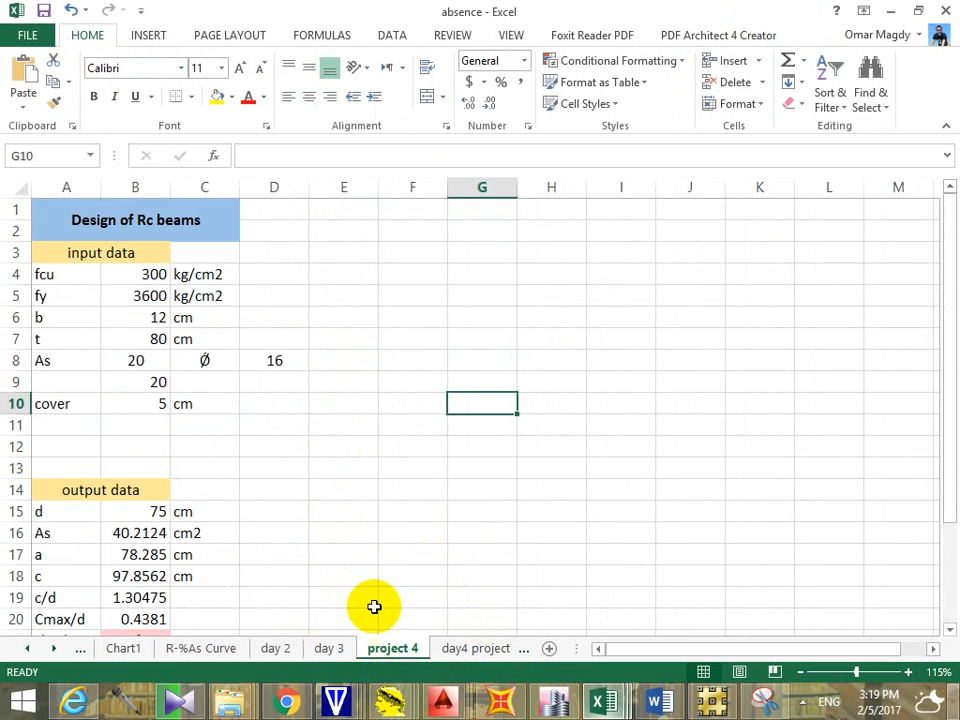 absence - Excel
FILE HOME INSERT PAGE LAYOUT FORMULAS DATA REVIEW VIEW Foxit Reader PDF PDF Architect 4 Creator Omar Magdy
Paste Calibri 11 General Conditional Formatting Format as Table Cell Styles Insert Delete Format Sort & Filter Find & Select
Clipboard Font Alignment Number Styles Cells Editing
G10 fx
A B C D E F G H I J K L M
1 Design of Rc beams
2
3 input data
4 fcu 300 kg/cm2
5 fy 3600 kg/cm2
6 b 12 cm
7 t 80 cm
8 As 20 Ǿ 16
9 20
10 cover 5 cm
11
12
13
14 output data
15 d 75 cm
16 As 40.2124 cm2
17 a 78.285 cm
18 c 97.8562 cm
19 c/d 1.30475
20 Cmax/d 0.4381
... Chart1 R-%As Curve day 2 day 3 project 4 day4 project ...
READY 115%
ENG 3:19 PM 2/5/2017